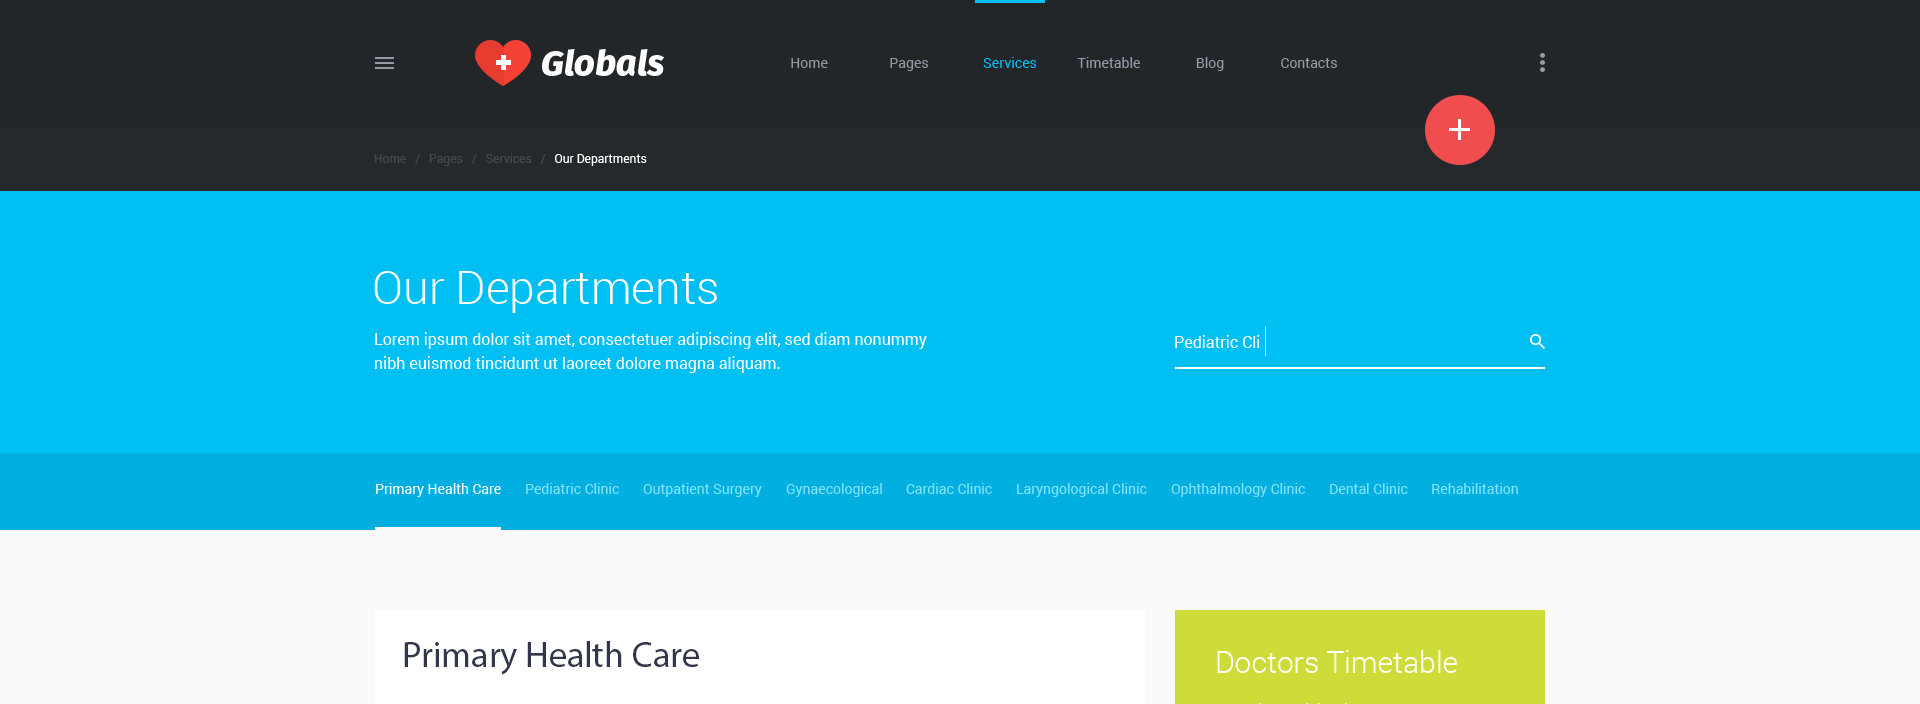 Globals
Home Pages Services Timetable Blog Contacts
Home / Pages / Services / Our Departments
Our Departments
Lorem ipsum dolor sit amet, consectetuer adipiscing elit, sed diam nonummy
nibh euismod tincidunt ut laoreet dolore magna aliquam.
Pediatric Cli
Primary Health Care Pediatric Clinic Outpatient Surgery Gynaecological Cardiac Clinic Laryngological Clinic Ophthalmology Clinic Dental Clinic Rehabilitation
Primary Health Care
Doctors Timetable